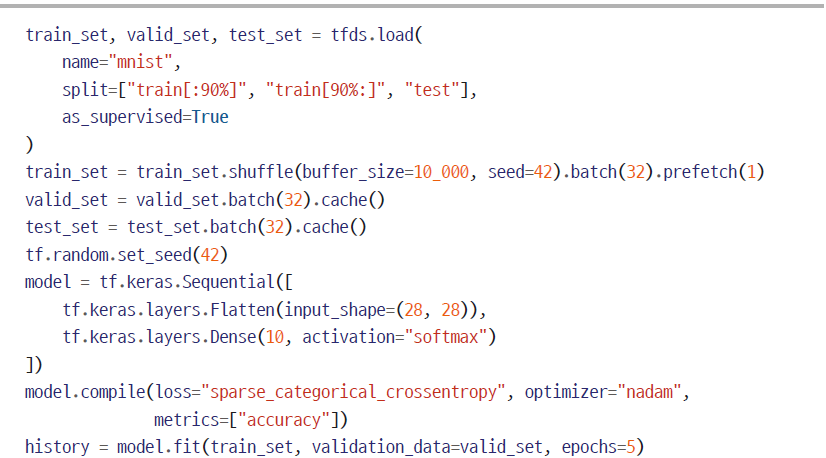 train_set, valid_set, test_set = tfds.load(
    name="mnist",
    split=["train[:90%]", "train[90%:]", "test"],
    as_supervised=True
)
train_set = train_set.shuffle(buffer_size=10_000, seed=42).batch(32).prefetch(1)
valid_set = valid_set.batch(32).cache()
test_set = test_set.batch(32).cache()
tf.random.set_seed(42)
model = tf.keras.Sequential([
    tf.keras.layers.Flatten(input_shape=(28, 28)),
    tf.keras.layers.Dense(10, activation="softmax")
])
model.compile(loss="sparse_categorical_crossentropy", optimizer="nadam",
              metrics=["accuracy"])
history = model.fit(train_set, validation_data=valid_set, epochs=5)